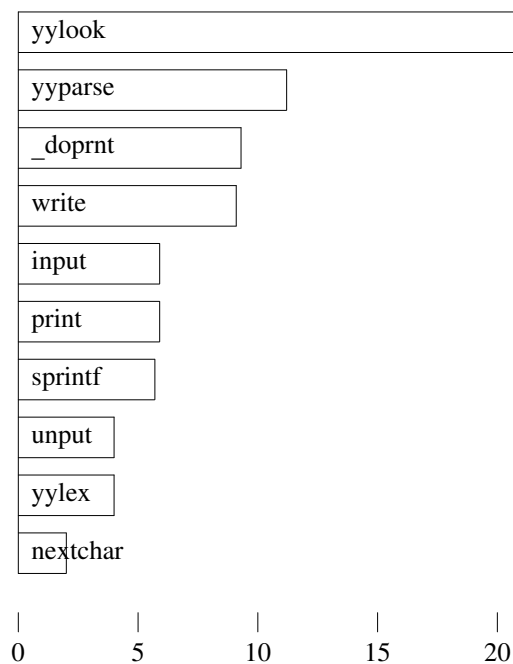 yylook
yyparse
_doprnt
write
input
print
sprintf
unput
yylex
nextchar
0 5 10 15 20